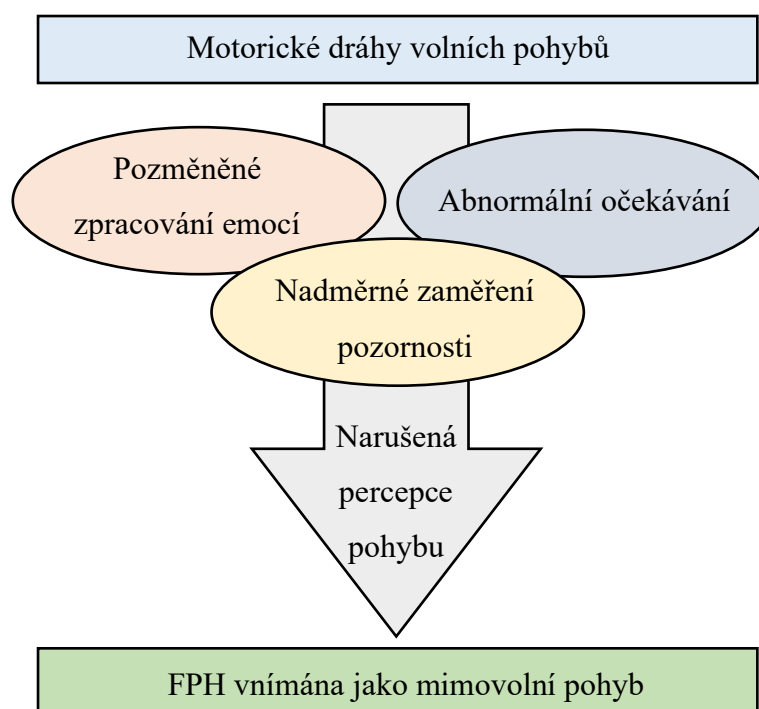 Motorické dráhy volních pohybů
Pozměněné
zpracování emocí
Abnormální očekávání
Nadměrné zaměření
pozornosti
Narušená
percepce
pohybu
FPH vnímána jako mimovolní pohyb